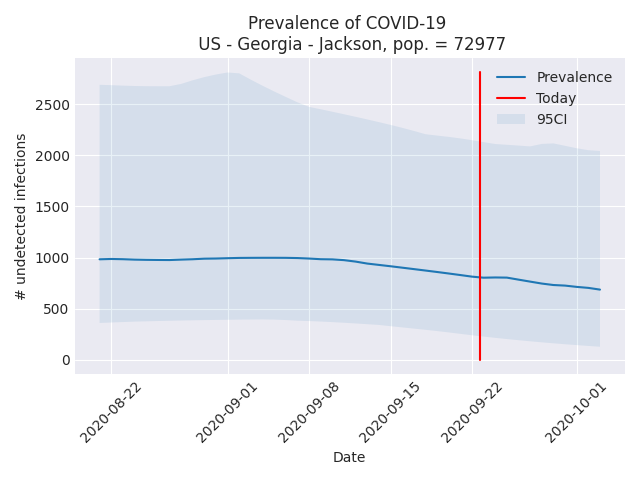 Prevalence of COVID-19
US - Georgia - Jackson, pop. = 72977
# undetected infections
2500
2000
1500
1000
500
0
Prevalence
Today
95CI
2020-08-22
2020-09-01
2020-09-08
2020-09-15
2020-09-22
2020-10-01
Date